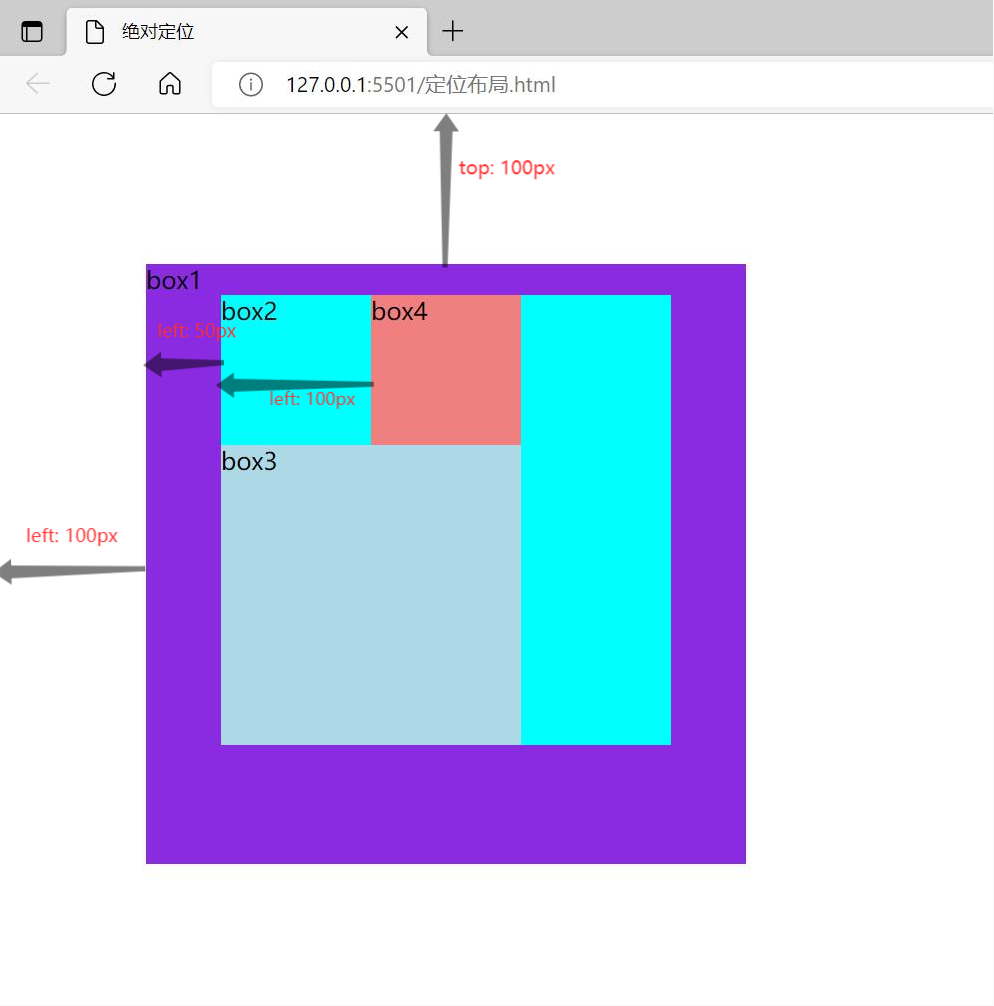 绝对定位
127.0.0.1:5501/定位布局.html
top: 100px
box1
box2
box4
left: 50px
left: 100px
box3
left: 100px